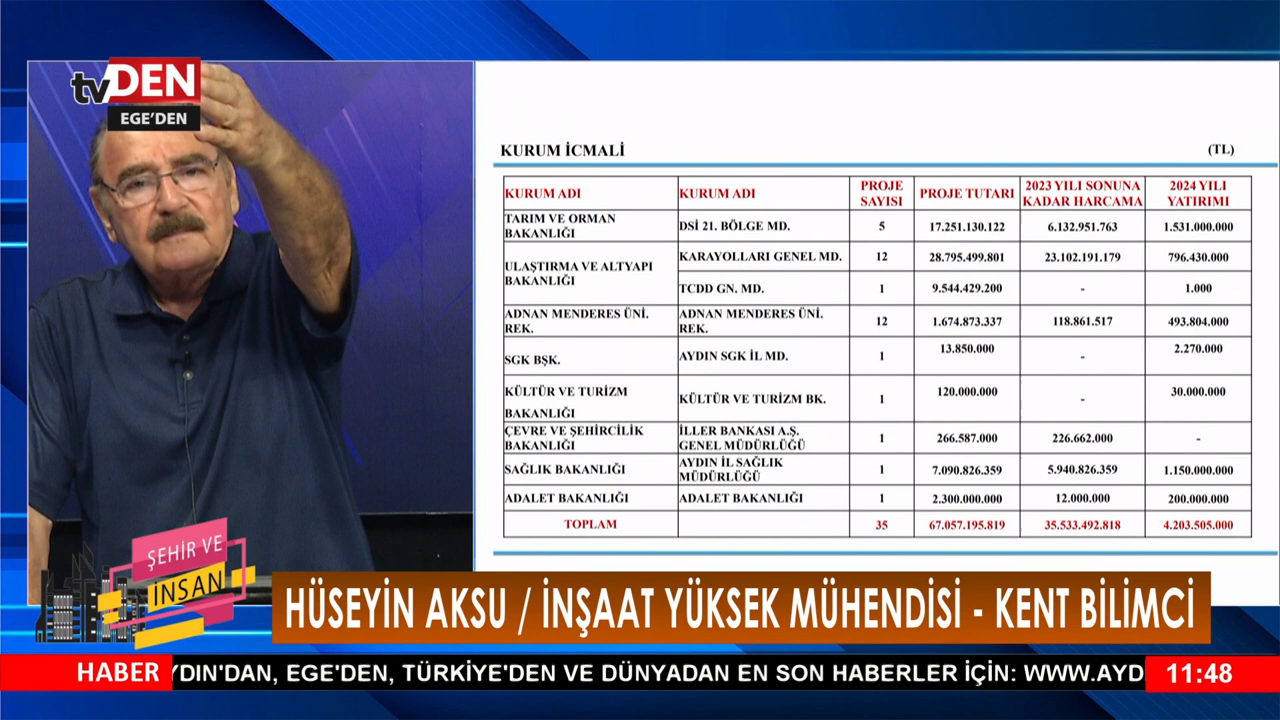 tvDEN
EGE'DEN
KURUM İCMALİ
(TL)
KURUM ADI
KURUM ADI
PROJE
SAYISI
PROJE TUTARI
2023 YILI SONUNA
KADAR HARCAMA
2024 YILI
YATIRIMI
TARIM VE ORMAN
BAKANLIĞI
DSİ 21. BÖLGE MD.
5
17.251.130.122
6.132.951.763
1.531.000.000
ULAŞTIRMA VE ALTYAPI
BAKANLIĞI
KARAYOLLARI GENEL MD.
12
28.795.499.801
23.102.191.179
796.430.000
TCDD GN. MD.
1
9.544.429.200
-
1.000
ADNAN MENDERES ÜNİ.
REK.
ADNAN MENDERES ÜNİ.
REK.
12
1.674.873.337
118.861.517
493.804.000
SGK BŞK.
AYDIN SGK İL MD.
1
13.850.000
-
2.270.000
KÜLTÜR VE TURİZM
BAKANLIĞI
KÜLTÜR VE TURİZM BK.
1
120.000.000
-
30.000.000
ÇEVRE VE ŞEHİRCİLİK
BAKANLIĞI
İLLER BANKASI A.Ş.
GENEL MÜDÜRLÜĞÜ
1
266.587.000
226.662.000
-
SAĞLIK BAKANLIĞI
AYDIN İL SAĞLIK
MÜDÜRLÜĞÜ
1
7.090.826.359
5.940.826.359
1.150.000.000
ADALET BAKANLIĞI
ADALET BAKANLIĞI
1
2.300.000.000
12.000.000
200.000.000
TOPLAM
35
67.057.195.819
35.533.492.818
4.203.505.000
ŞEHİR VE
İNSAN
HÜSEYİN AKSU / İNŞAAT YÜKSEK MÜHENDİSİ - KENT BİLİMCİ
HABER
YDIN'DAN, EGE'DEN, TÜRKİYE'DEN VE DÜNYADAN EN SON HABERLER İÇİN: WWW.AYD
11:48